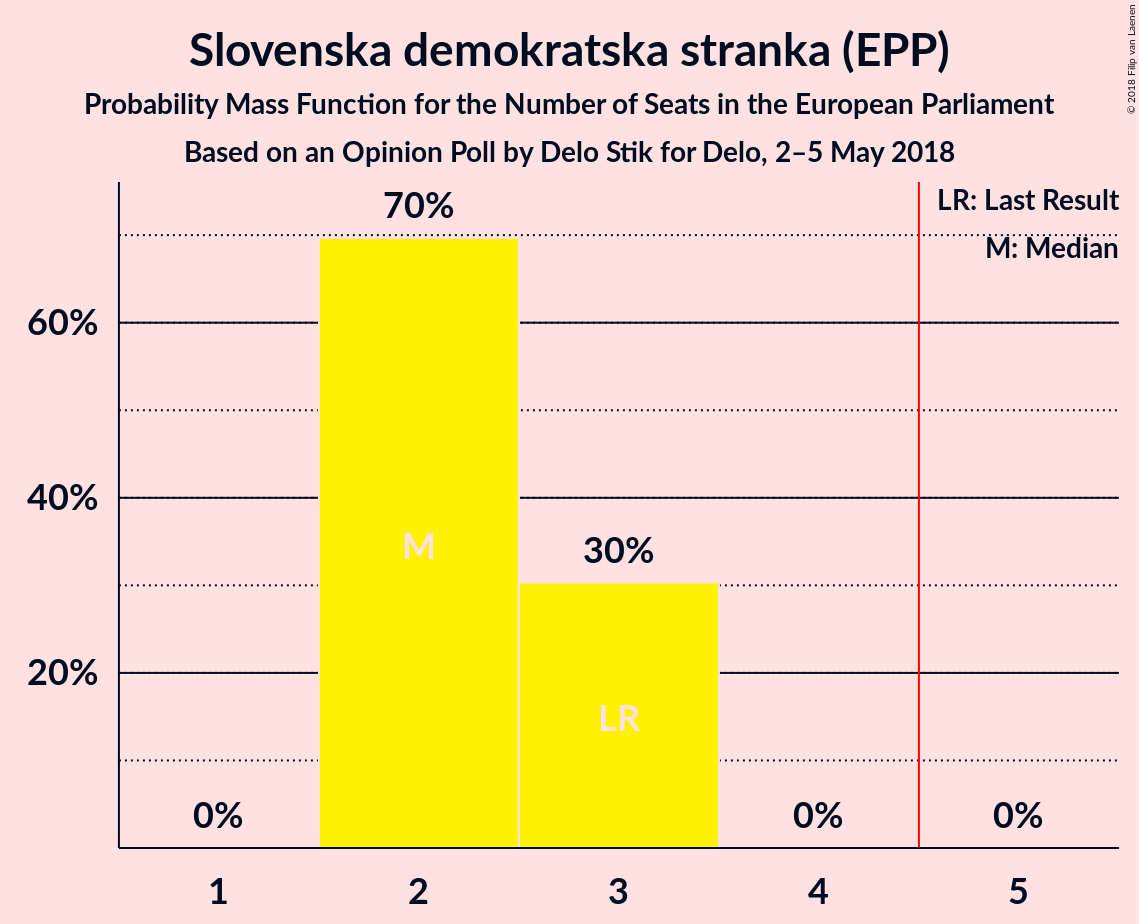 Slovenska demokratska stranka (EPP)
Probability Mass Function for the Number of Seats in the European Parliament
Based on an Opinion Poll by Delo Stik for Delo, 2–5 May 2018
© 2018 Filip van Laenen
LR: Last Result
M: Median
70%
60%
40%
M
30%
20%
LR
0%
0%
0%
1
2
3
4
5